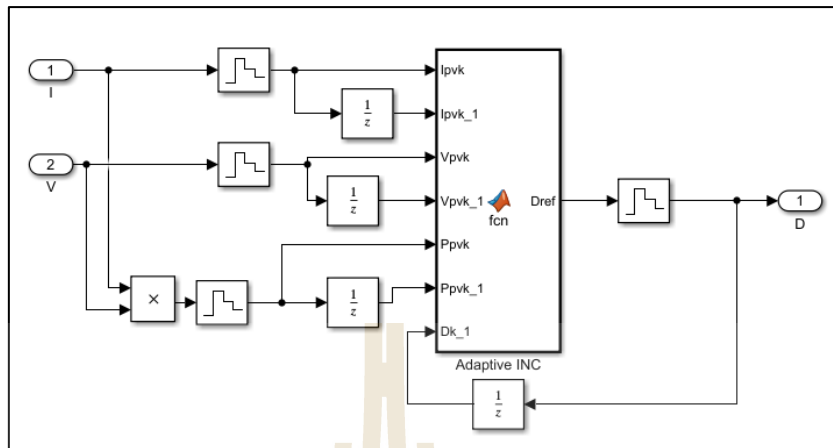 1
I
Ipvk
1
z
Ipvk_1
2
V
Vpvk
1
z
Vpvk_1
fcn
Dref
1
D
Ppvk
×
1
z
Ppvk_1
Dk_1
Adaptive INC
1
z